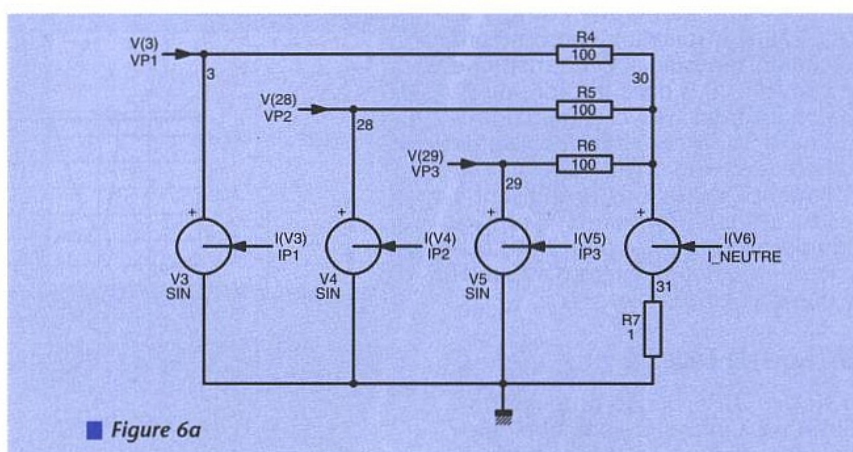 V(3)
VP1
3
R4
100
30
V(28)
VP2
28
R5
100
V(29)
VP3
29
R6
100
+
+
+
+
I(V3)
IP1
I(V4)
IP2
I(V5)
IP3
I(V6)
I_NEUTRE
V3
SIN
V4
SIN
V5
SIN
31
R7
1
Figure 6a